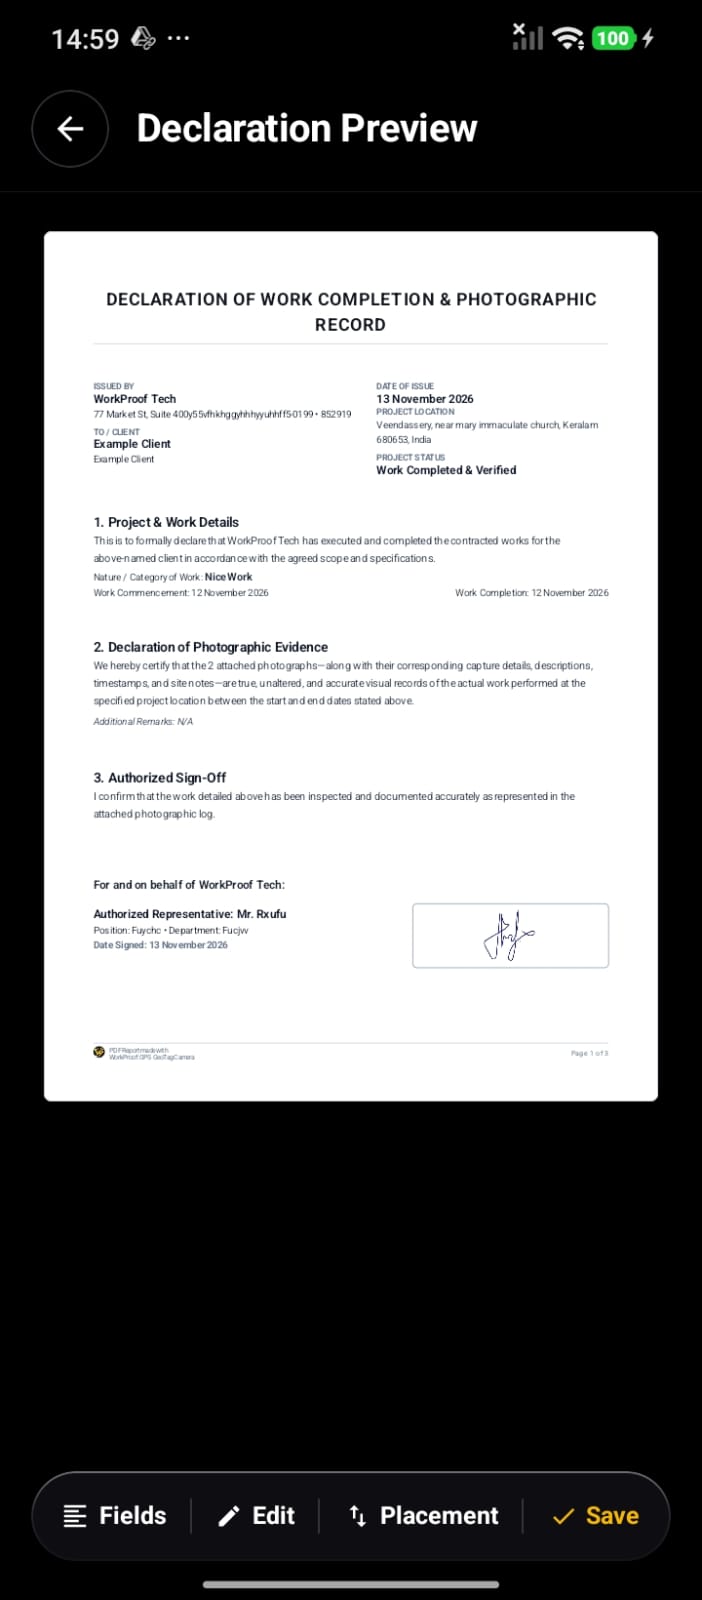 14:59
100
Declaration Preview
DECLARATION OF WORK COMPLETION & PHOTOGRAPHIC
RECORD
ISSUED BY
WorkProof Tech
77 Market St, Suite 400y55vfhkhggyhhhyyuhhff50199 • 852919
TO / CLIENT
Example Client
Example Client
DATE OF ISSUE
13 November 2026
PROJECT LOCATION
Veendassery, near mary immaculate church, Keralam
680653, India
PROJECT STATUS
Work Completed & Verified
1. Project & Work Details
This is to formally declare that WorkProof Tech has executed and completed the contracted works for the
above-named client in accordance with the agreed scope and specifications.
Nature / Category of Work: Nice Work
Work Commencement: 12 November 2026
Work Completion: 12 November 2026
2. Declaration of Photographic Evidence
We hereby certify that the 2 attached photographs—along with their corresponding capture details, descriptions,
timestamps, and site notes—are true, unaltered, and accurate visual records of the actual work performed at the
specified project location between the start and end dates stated above.
Additional Remarks: N/A
3. Authorized Sign-Off
I confirm that the work detailed above has been inspected and documented accurately as represented in the
attached photographic log.
For and on behalf of WorkProof Tech:
Authorized Representative: Mr. Rxufu
Position: Fuychc • Department: Fucjvv
Date Signed: 13 November 2026
PDF Report made with
WorkProof GPS GeoTag Camera
Page 1 of 3
Fields
Edit
Placement
Save